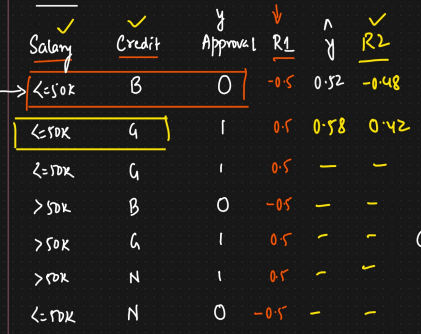 y
Salary Credit Approval R1 ŷ R2
<=50K B 0 -0.5 0.52 -0.48
<=50K G 1 0.5 0.58 0.42
<=50K G 1 0.5 - -
>50K B 0 -0.5 - -
>50K G 1 0.5 - -
>50K N 1 0.5 - -
<=50K N 0 -0.5 - -